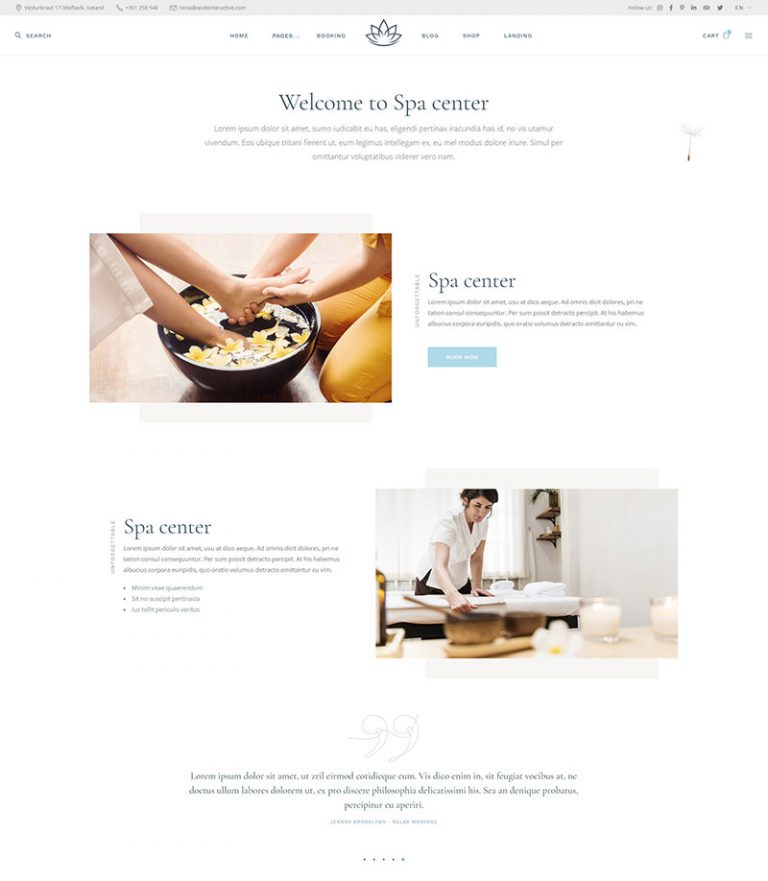 Vesturbraut 17-0Keflavík, Iceland
+351 258 548
reina@qodeinteractive.com
Follow us:
EN
SEARCH
HOME
PAGES
BOOKING
BLOG
SHOP
LANDING
CART
Welcome to Spa center
Lorem ipsum dolor sit amet, sumo iudicabit eu has, eligendi pertinax iracundia has id, no vis utamur
vivendum. Eos ubique tritani fierent ut, eum legimus intellegam ex, eu mel modus dolore iriure. Simul per
omittantur voluptatibus viderer vero nam.
UNFORGETTABLE
Spa center
Lorem ipsum dolor sit amet, usu at dico aeque. Ad omnis dicit dolores, pri ne
tation consul consequuntur. Per sum possit detracto percipit at. At his harum
albucius corpora euripidis, quo oratio volumus detracto omittantur cu vim.
BOOK NOW
UNFORGETTABLE
Spa center
Lorem ipsum dolor sit amet, usu at dico aeque. Ad omnis dicit dolores, pri ne
tation consul consequuntur. Per sum possit detracto percipit at. At his harum
albucius corpora euripidis, quo oratio volumus detracto omittantur cu vim.
Minim vitae quaerendum
Sit no suscipit pertinacia
Ius tollit periculis veritus
Lorem ipsum dolor sit amet, ut zril eirmod cotidieque eum. Vis dico enim in, sit feugiat vocibus at, ne
doctus ullum labores dolorem ut, ex pro discere philosophia delicatissimi his. Sea an denique probatus,
percipitur eu aperiri.
JEANNA BROOKLYNN - RELAX MASSAGE